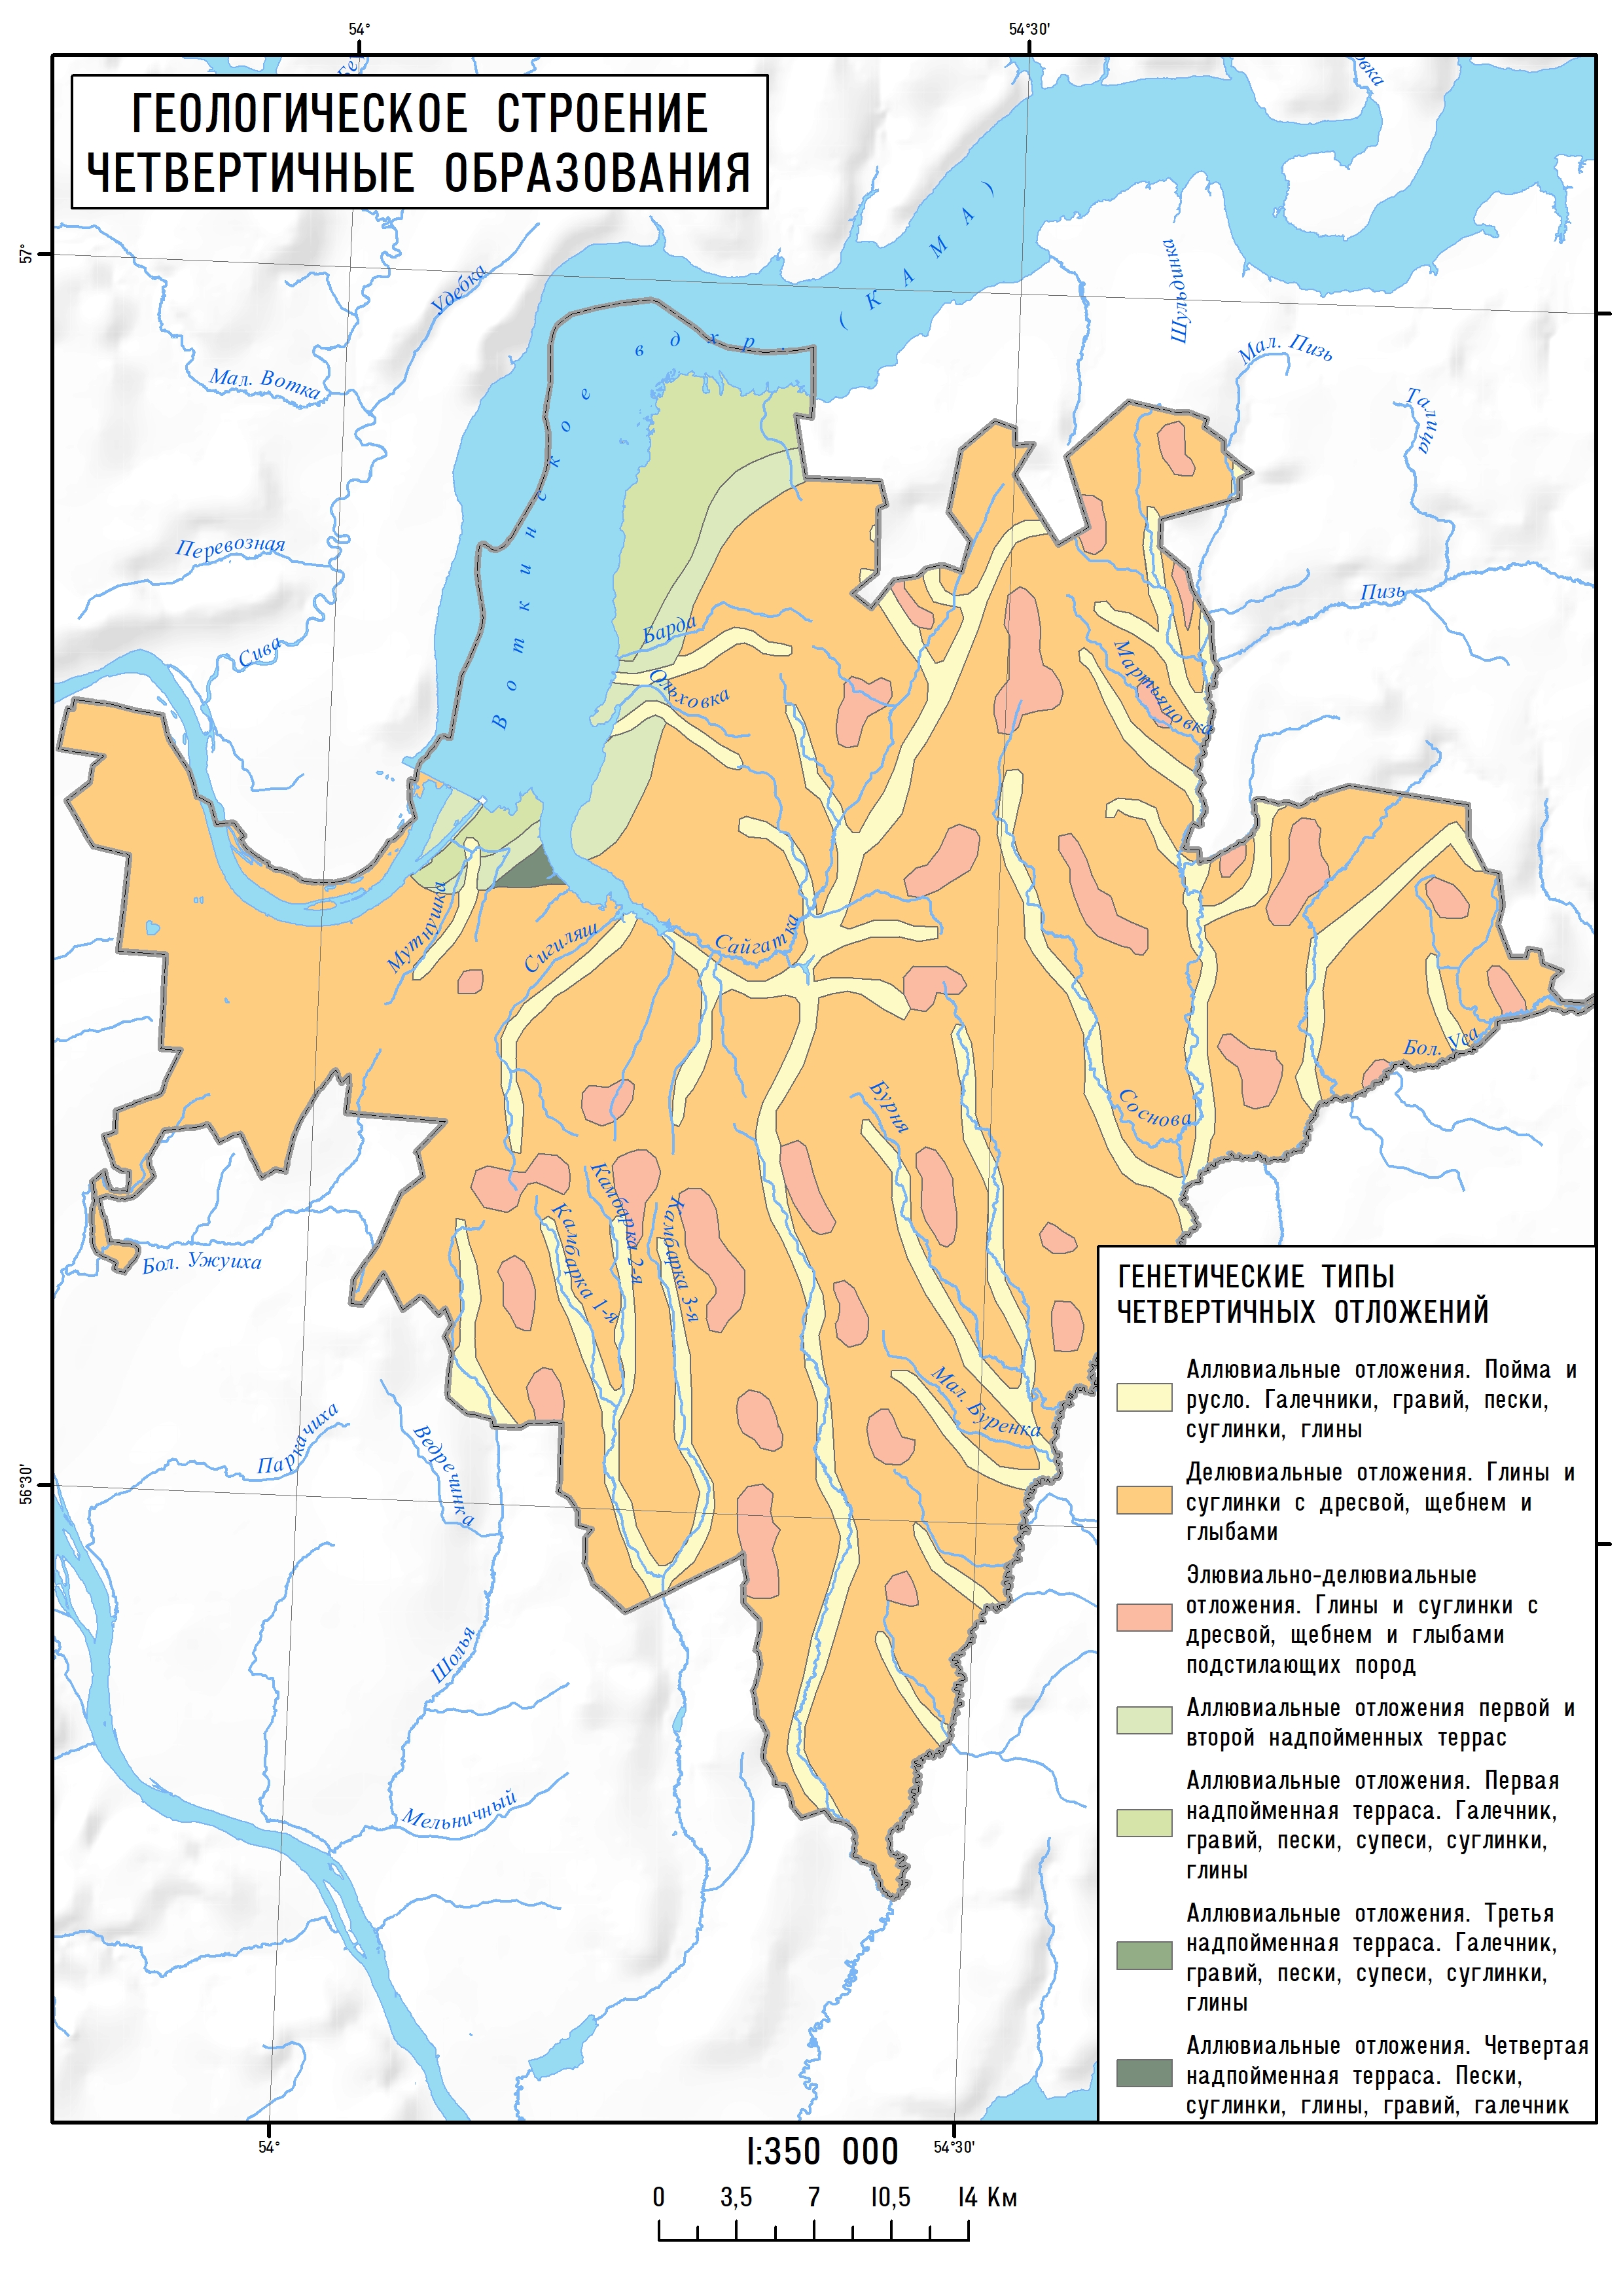 54°
54°30'
ГЕОЛОГИЧЕСКОЕ СТРОЕНИЕ
ЧЕТВЕРТИЧНЫЕ ОБРАЗОВАНИЯ
57°
(КАМА)
Воткинское вдхр.
Удебка
Мал. Вотка
Шульдчика
Мал. Пизь
Талица
Перевозная
Сива
Пизь
Барда
Ольховка
Мартьяновка
Мутнушка
Сигиляш
Сайгатка
Бол. Уса
Соснова
Бурня
Камбарка 1-я
Камбарка 2-я
Камбарка 3-я
Бол. Ужуиха
Мал. Буренка
Паркачиха
Ведречинка
56°30'
Шолья
Мельничный
ГЕНЕТИЧЕСКИЕ ТИПЫ
ЧЕТВЕРТИЧНЫХ ОТЛОЖЕНИЙ
Аллювиальные отложения. Пойма и
русло. Галечники, гравий, пески,
суглинки, глины
Делювиальные отложения. Глины и
суглинки с дресвой, щебнем и
глыбами
Элювиально-делювиальные
отложения. Глины и суглинки с
дресвой, щебнем и глыбами
подстилающих пород
Аллювиальные отложения первой и
второй надпойменных террас
Аллювиальные отложения. Первая
надпойменная терраса. Галечник,
гравий, пески, супеси, суглинки,
глины
Аллювиальные отложения. Третья
надпойменная терраса. Галечник,
гравий, пески, супеси, суглинки,
глины
Аллювиальные отложения. Четвертая
надпойменная терраса. Пески,
суглинки, глины, гравий, галечник
54°
54°30'
1:350 000
0 3,5 7 10,5 14 Км